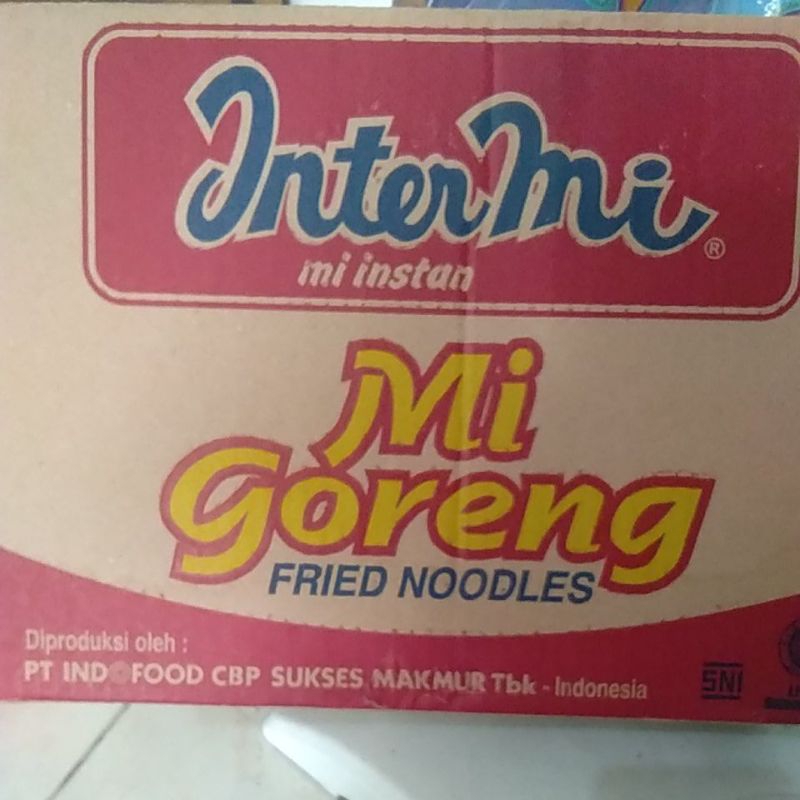 InterMi®
mi instan
Mi
Goreng
FRIED NOODLES
Diproduksi oleh :
PT INDOFOOD CBP SUKSES MAKMUR Tbk - Indonesia
SNI